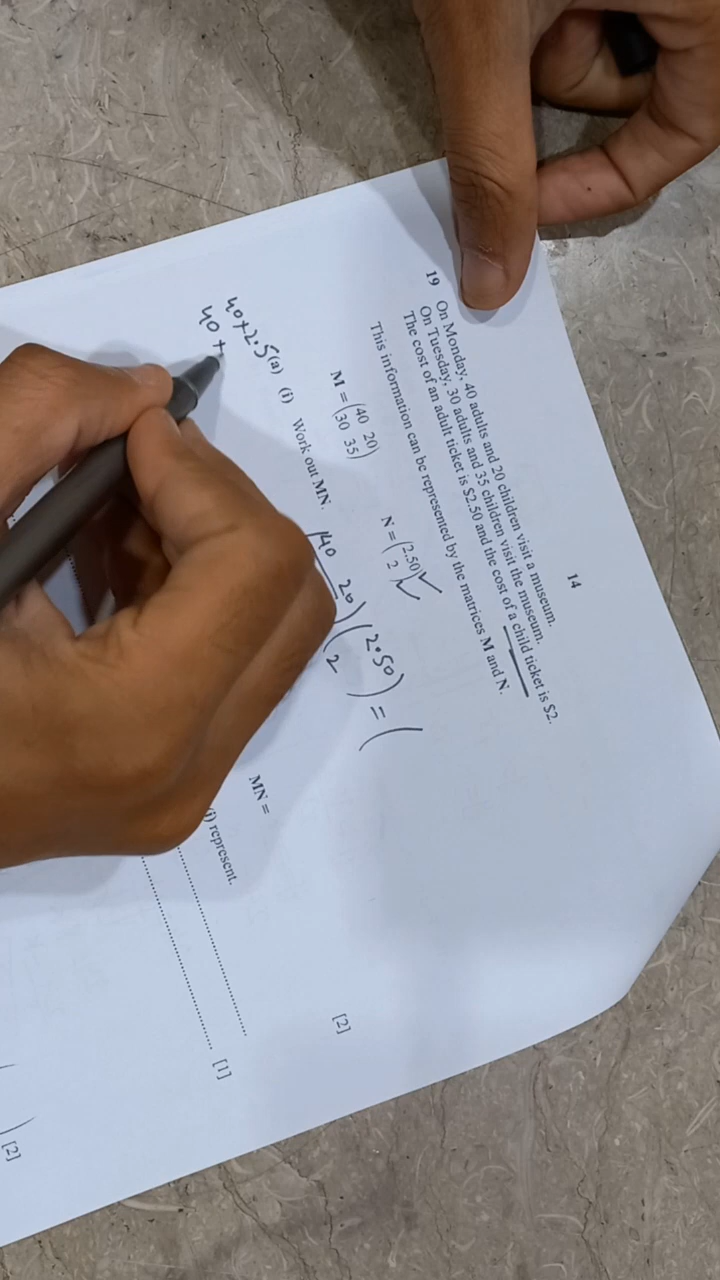 14
19 On Monday, 40 adults and 20 children visit a museum.
On Tuesday, 30 adults and 35 children visit the museum.
The cost of an adult ticket is $2.50 and the cost of a child ticket is $2.
This information can be represented by the matrices M and N.
M = (40 20
30 35) N = (2.50
2)
(a) (i) Work out MN.
40+2.5
40+
(40 20) (2.50
2) = (
MN = [2]
(i) represent.
[1]
) [2]